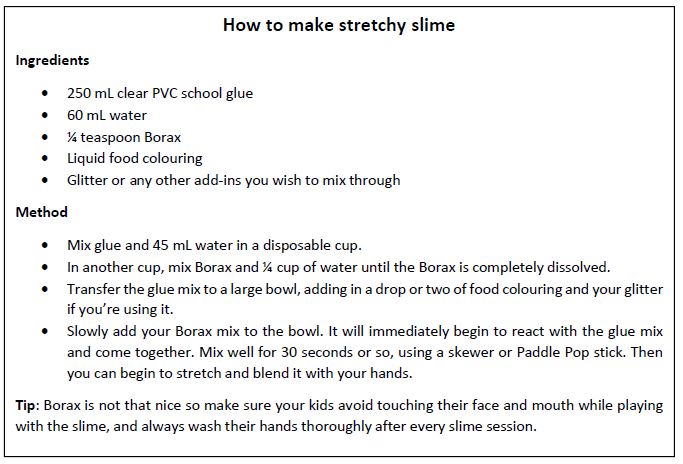 How to make stretchy slime
Ingredients
• 250 mL clear PVC school glue
• 60 mL water
• ¼ teaspoon Borax
• Liquid food colouring
• Glitter or any other add-ins you wish to mix through
Method
• Mix glue and 45 mL water in a disposable cup.
• In another cup, mix Borax and ¼ cup of water until the Borax is completely dissolved.
• Transfer the glue mix to a large bowl, adding in a drop or two of food colouring and your glitter
if you’re using it.
• Slowly add your Borax mix to the bowl. It will immediately begin to react with the glue mix
and come together. Mix well for 30 seconds or so, using a skewer or Paddle Pop stick. Then
you can begin to stretch and blend it with your hands.
Tip: Borax is not that nice so make sure your kids avoid touching their face and mouth while playing
with the slime, and always wash their hands thoroughly after every slime session.